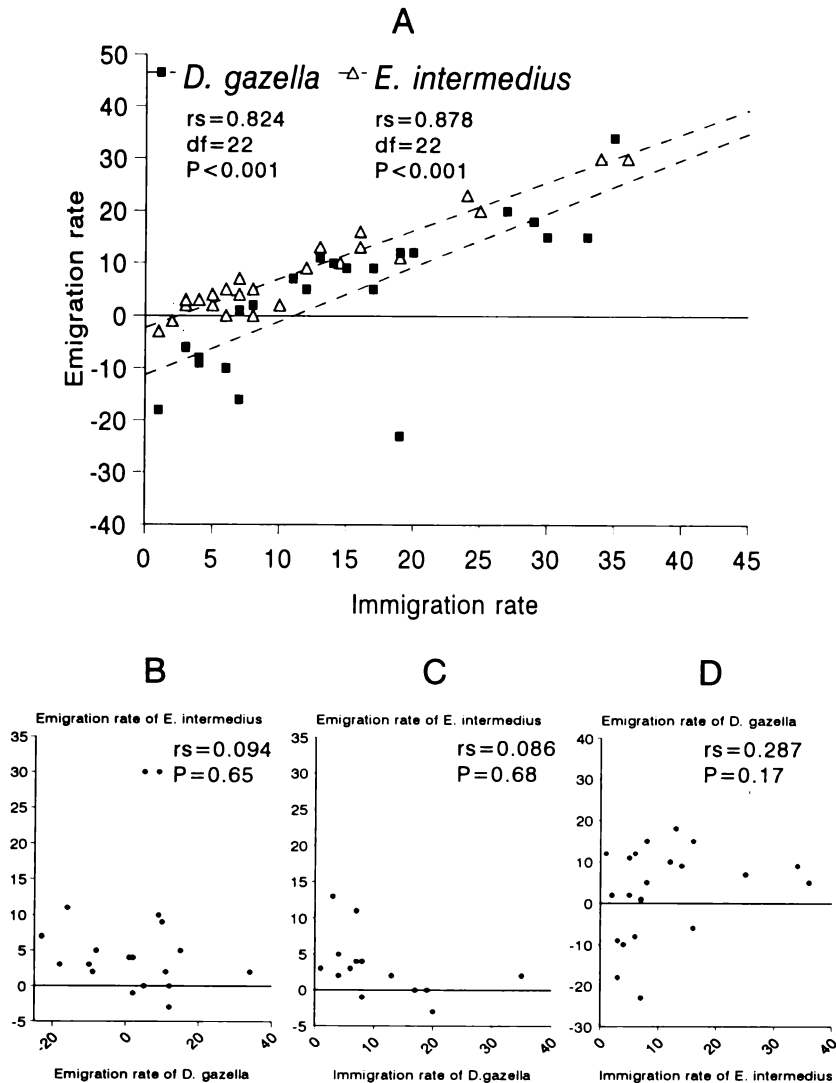 A
50
40
30
20
10
0
-10
-20
-30
-40
Emigration rate
D. gazella E. intermedius
rs=0.824 rs=0.878
df=22 df=22
P<0.001 P<0.001
0 5 10 15 20 25 30 35 40 45
Immigration rate
B
Emigration rate of E. intermedius
35
30
25
20
15
10
5
0
-5
rs=0.094
P=0.65
-20 0 20 40
Emigration rate of D. gazella
C
Emigration rate of E. intermedius
35
30
25
20
15
10
5
0
-5
rs=0.086
P=0.68
0 10 20 30 40
Immigration rate of D.gazella
D
Emigration rate of D. gazella
40
30
20
10
0
-10
-20
-30
rs=0.287
P=0.17
0 10 20 30 40
Immigration rate of E. intermedius